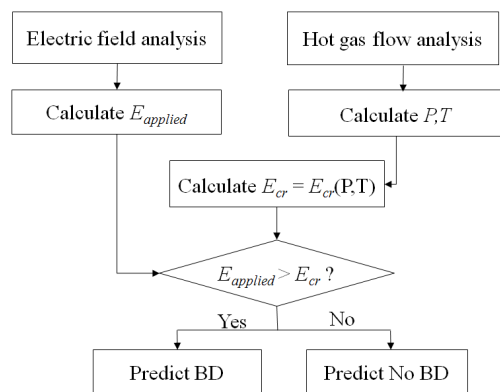 Electric field analysis
Hot gas flow analysis
Calculate E_applied
Calculate P,T
Calculate E_cr = E_cr(P,T)
E_applied > E_cr ?
Yes
No
Predict BD
Predict No BD